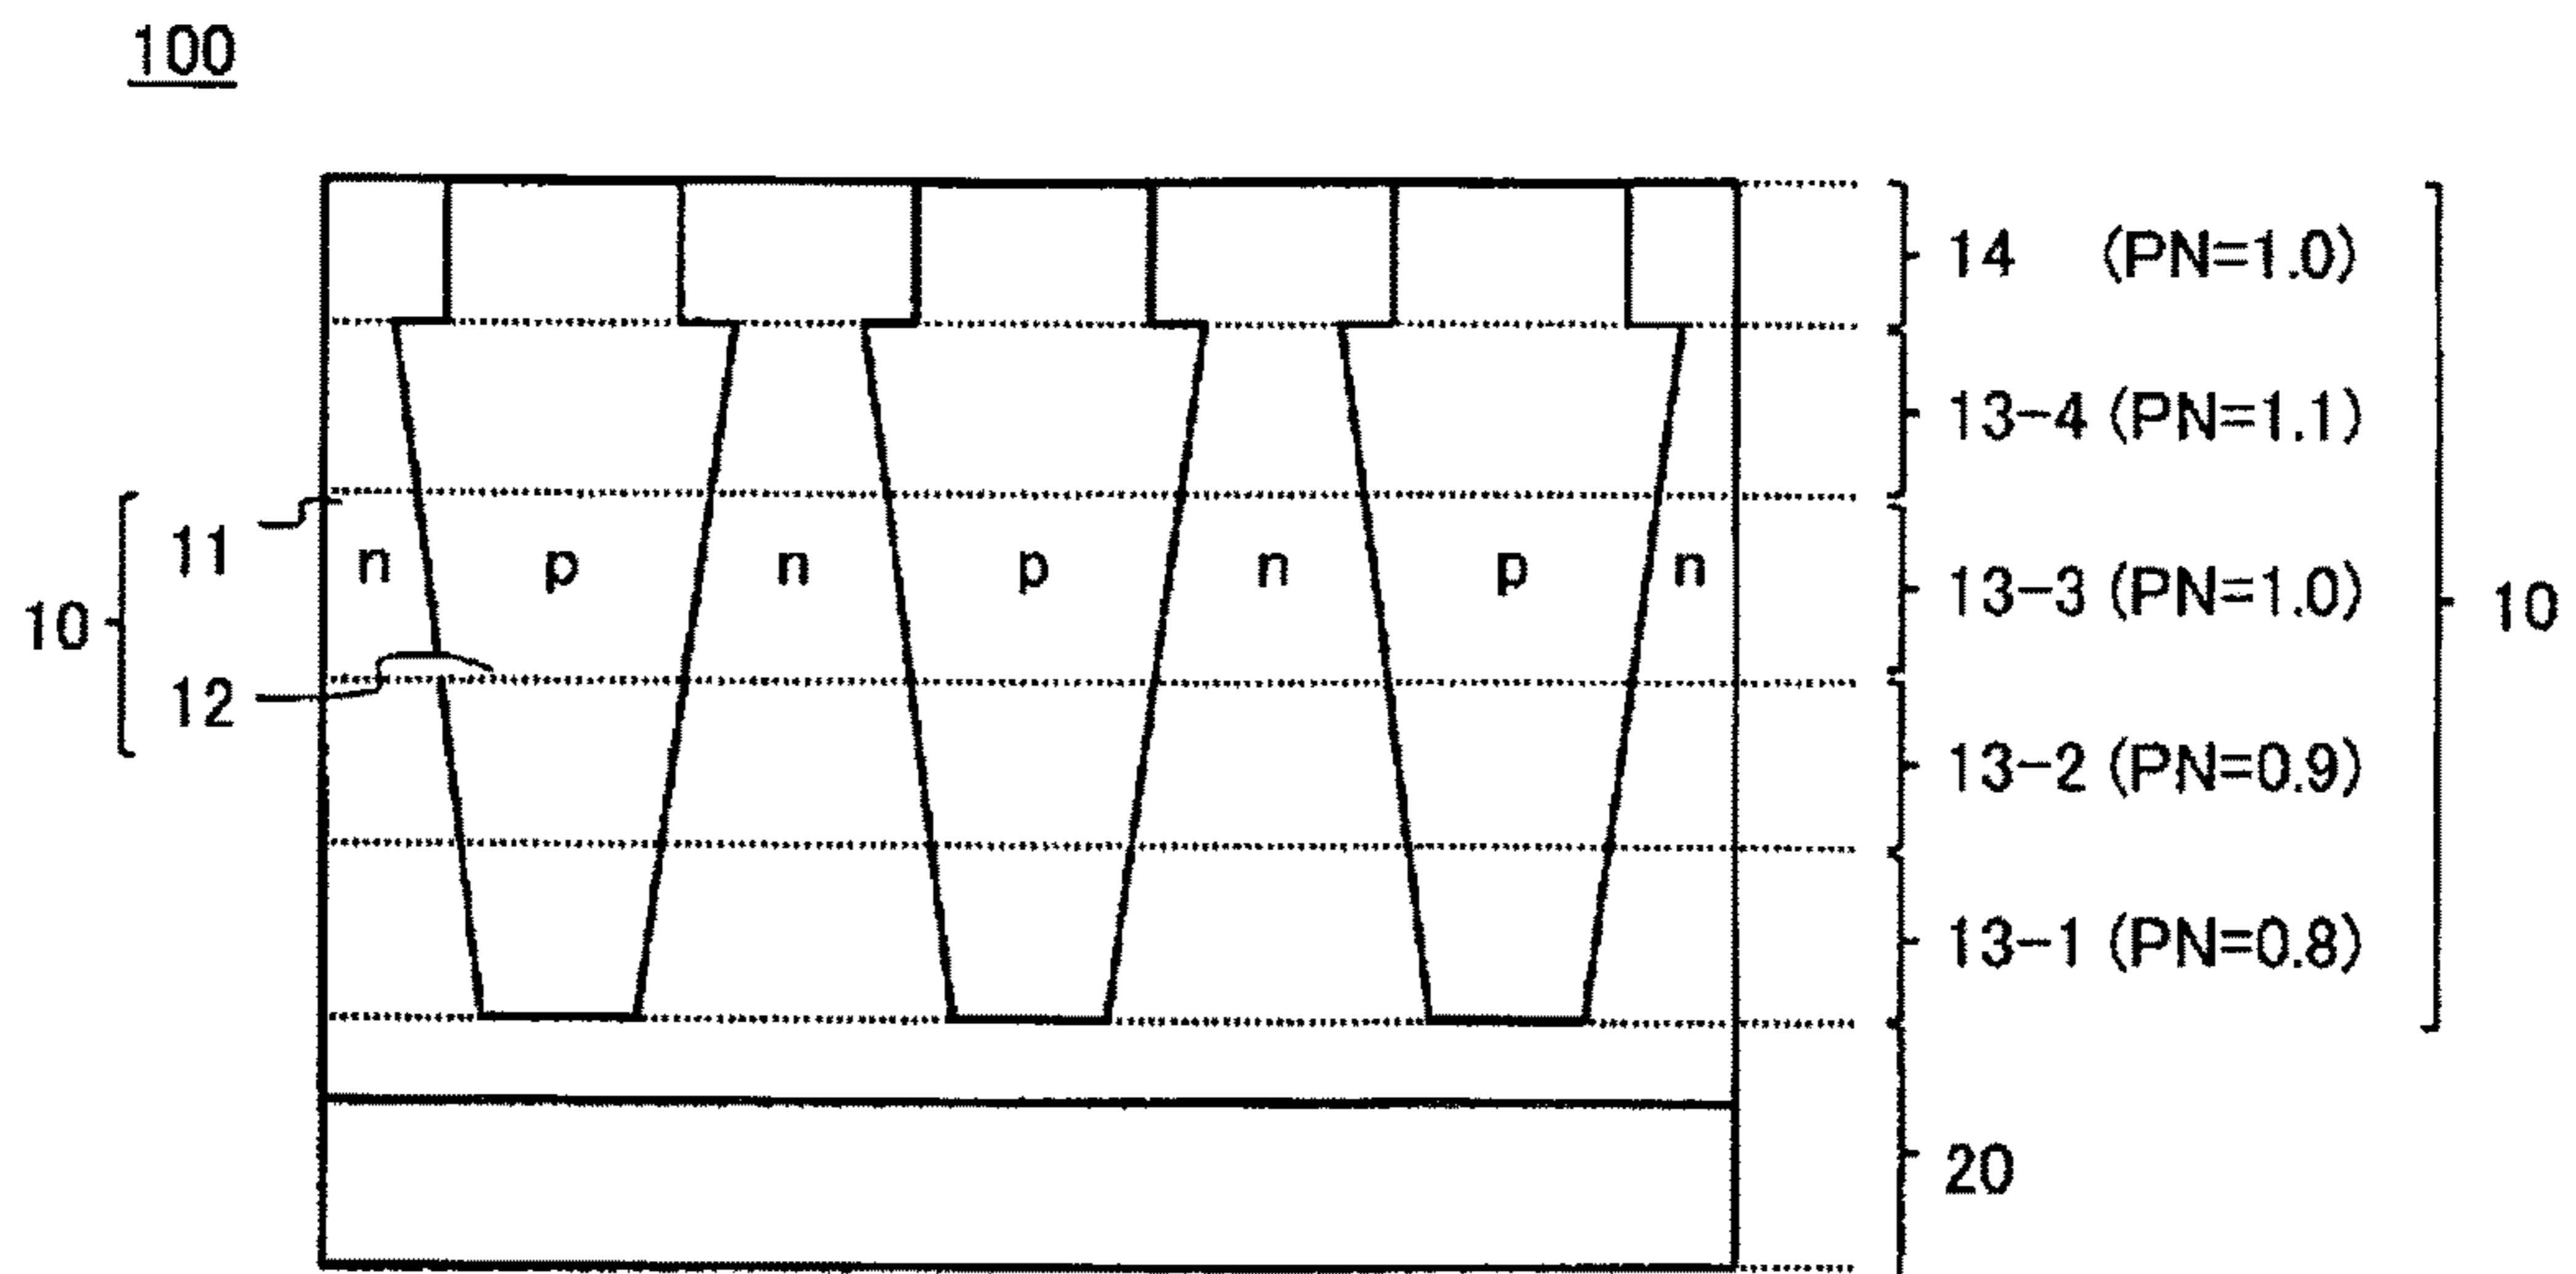 100
14 (PN=1.0)
13-4 (PN=1.1)
11
n p n p n p n
13-3 (PN=1.0)
10
10
12
13-2 (PN=0.9)
13-1 (PN=0.8)
20